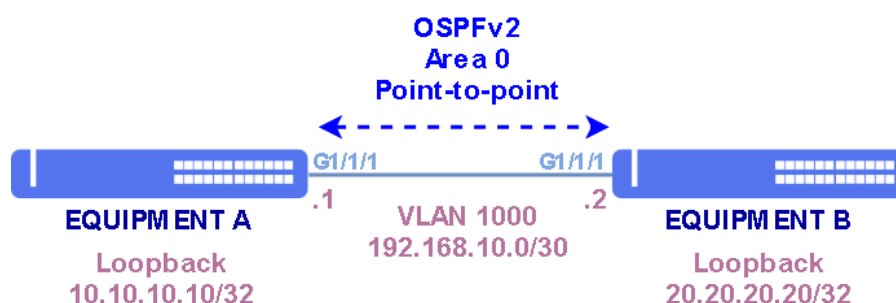 OSPFv2
Area 0
Point-to-point
G1/1/1
G1/1/1
.1
VLAN 1000
.2
192.168.10.0/30
EQUIPMENT A
EQUIPMENT B
Loopback
10.10.10.10/32
Loopback
20.20.20.20/32